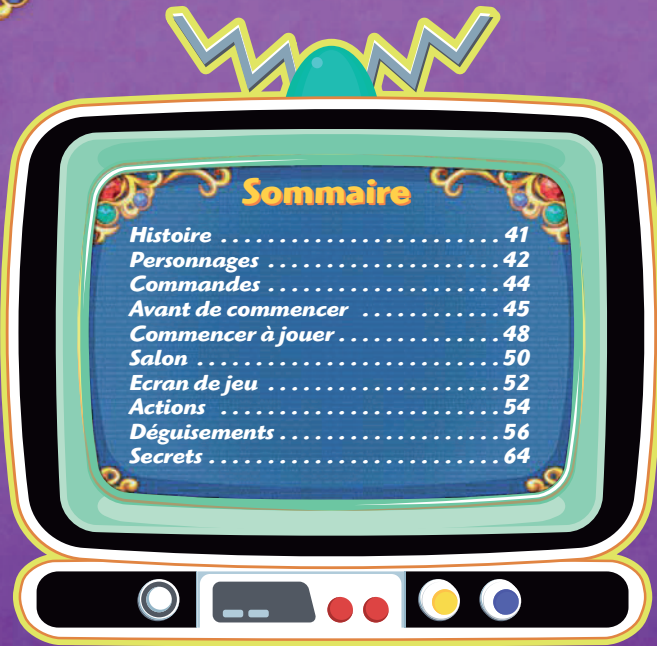 Sommaire
Histoire ........................ 41
Personnages .................... 42
Commandes .................... 44
Avant de commencer ............ 45
Commencer à jouer .............. 48
Salon .......................... 50
Ecran de jeu .................... 52
Actions ........................ 54
Déguisements ................... 56
Secrets ......................... 64